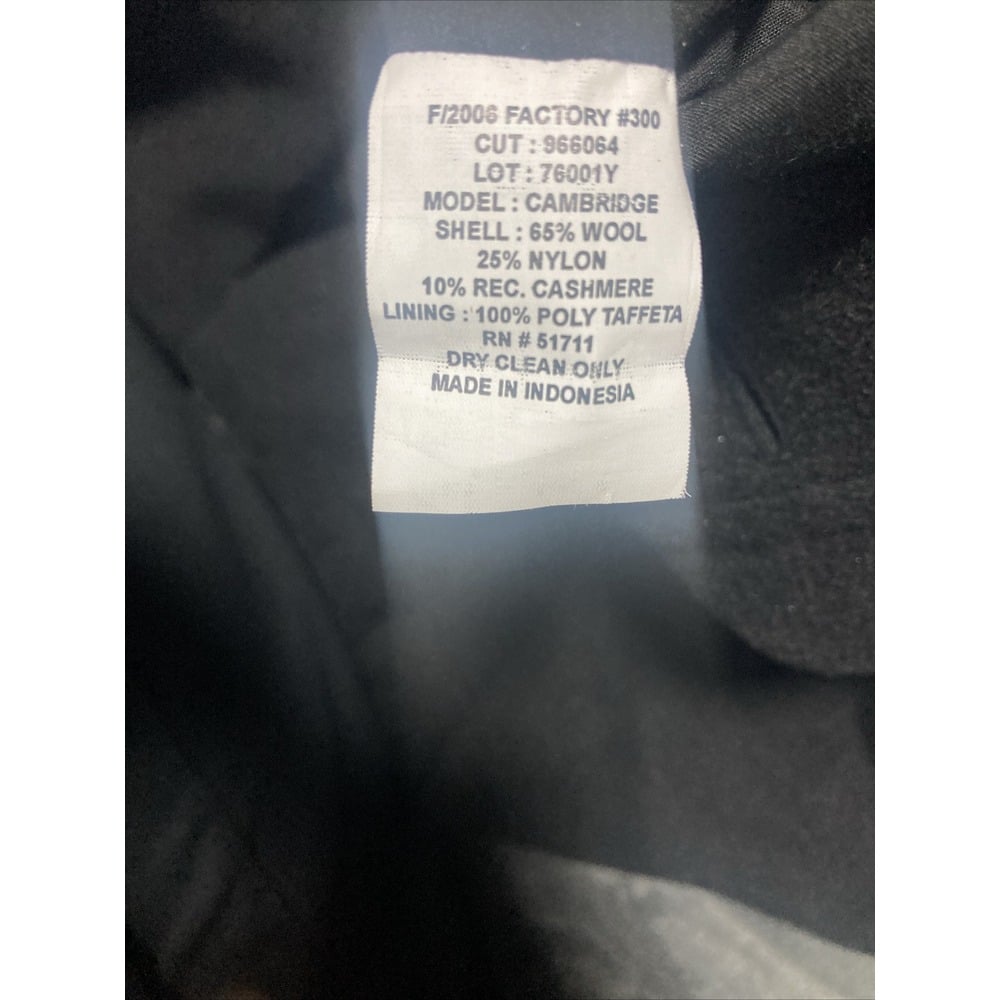 F/2006 FACTORY #300
CUT : 966064
LOT : 76001Y
MODEL : CAMBRIDGE
SHELL : 65% WOOL
25% NYLON
10% REC. CASHMERE
LINING : 100% POLY TAFFETA
RN # 51711
DRY CLEAN ONLY
MADE IN INDONESIA